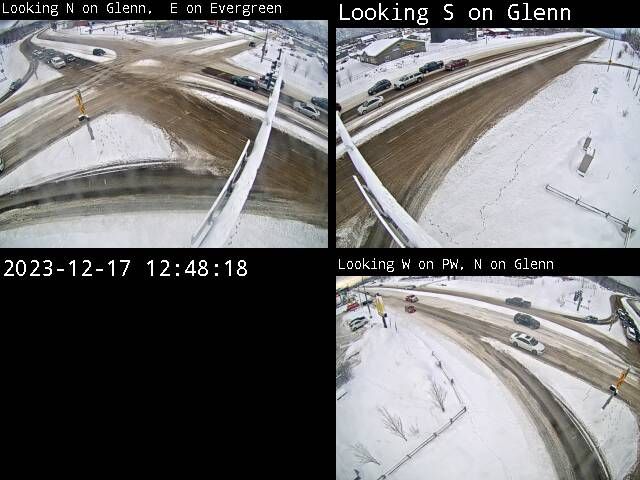 Looking N on Glenn,  E on Evergreen
Looking S on Glenn
2023-12-17 12:48:18
Looking W on PW, N on Glenn